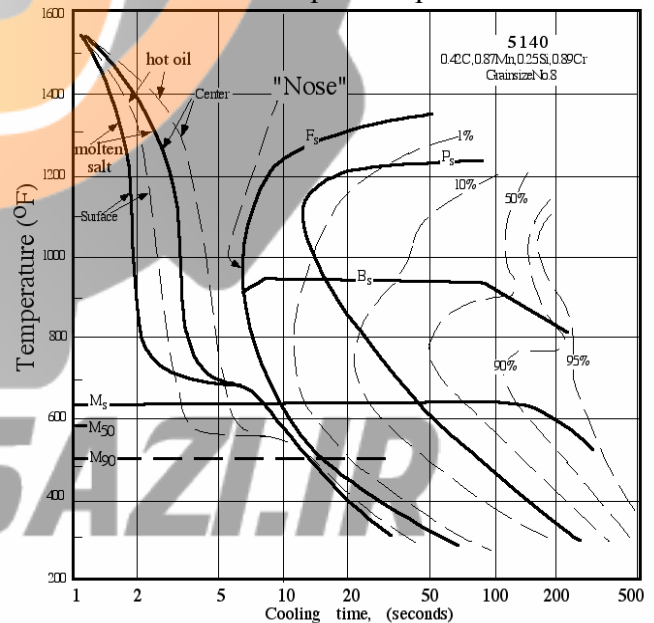 5140
0.42C,0.87Mn,0.25Si,0.89Cr
GrainsizeNo.8
1600
1400
1200
1000
800
600
400
200
Temperature (ºF)
hot oil
Center
"Nose"
molten
salt
Surface
Fs
1%
Ps
10%
50%
Bs
90%
95%
Ms
M50
M90
SAZI.IR
1 2 5 10 20 50 100 200 500
Cooling time, (seconds)